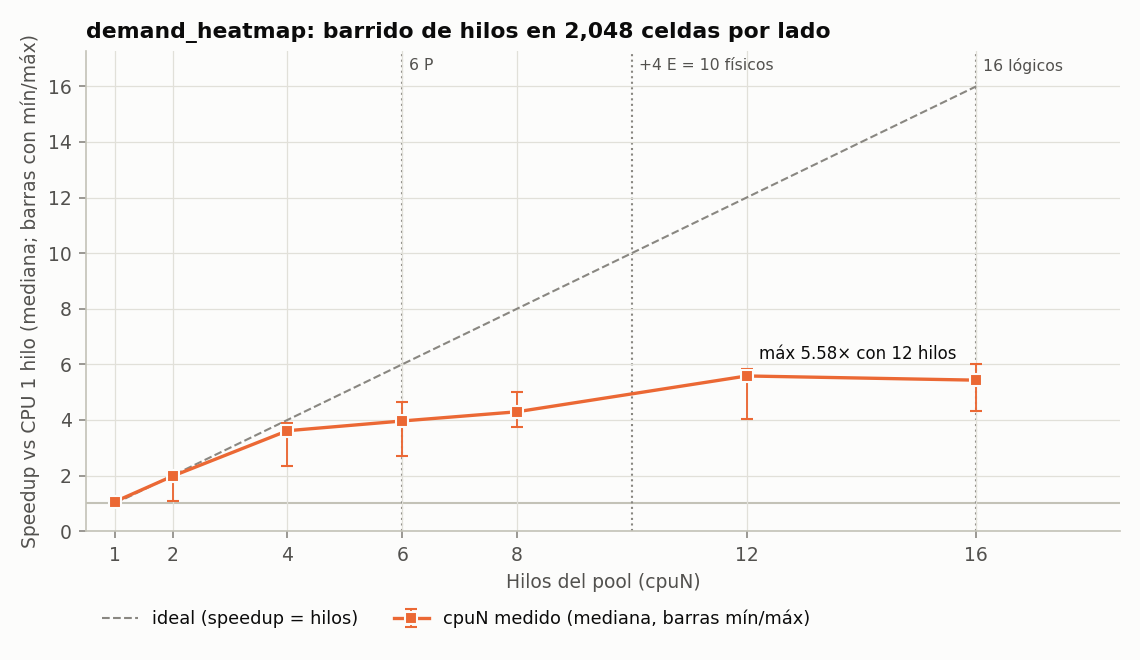 demand_heatmap: barrido de hilos en 2,048 celdas por lado
Speedup vs CPU 1 hilo (mediana; barras con mín/máx)
6 P
+4 E = 10 físicos
16 lógicos
16
14
12
10
8
6
4
2
0
máx 5.58× con 12 hilos
1 2 4 6 8 12 16
Hilos del pool (cpuN)
ideal (speedup = hilos)
cpuN medido (mediana, barras mín/máx)